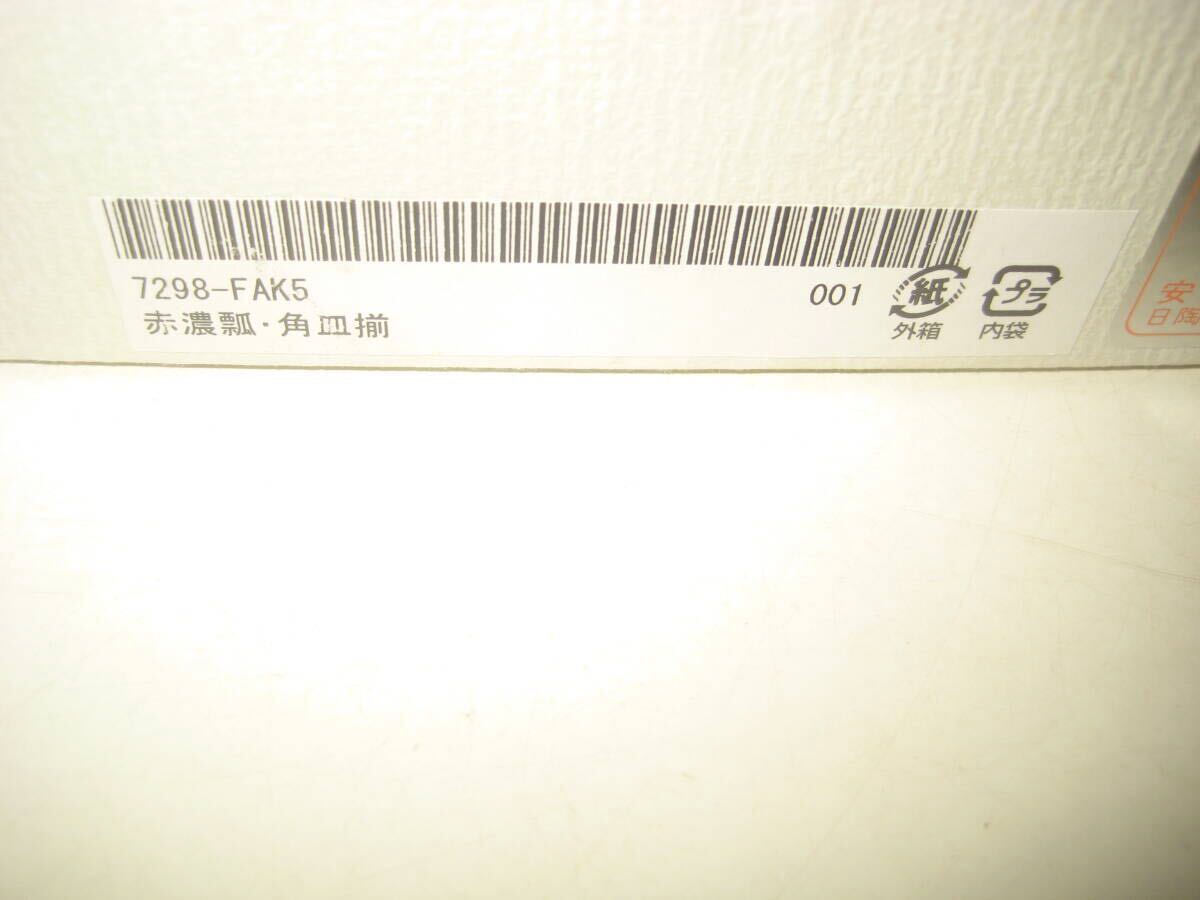 7298-FAK5 001
赤濃瓢・角皿揃
紙 プラ
外箱 内袋
安
日陶